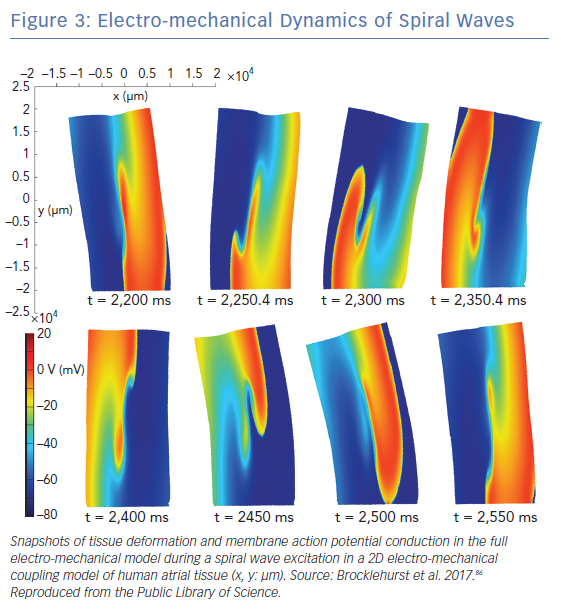 Figure 3: Electro-mechanical Dynamics of Spiral Waves
–2 –1.5 –1 –0.5 0 0.5 1 1.5 2 ×10⁴
x (µm)
2.5
2
1.5
1
0.5
0
y (µm)
–0.5
–1
–1.5
–2
–2.5
×10⁴
t = 2,200 ms t = 2,250.4 ms t = 2,300 ms t = 2,350.4 ms
20
0 V (mV)
–20
–40
–60
–80
t = 2,400 ms t = 2450 ms t = 2,500 ms t = 2,550 ms
Snapshots of tissue deformation and membrane action potential conduction in the full
electro-mechanical model during a spiral wave excitation in a 2D electro-mechanical
coupling model of human atrial tissue (x, y: µm). Source: Brocklehurst et al. 2017.⁸⁶
Reproduced from the Public Library of Science.